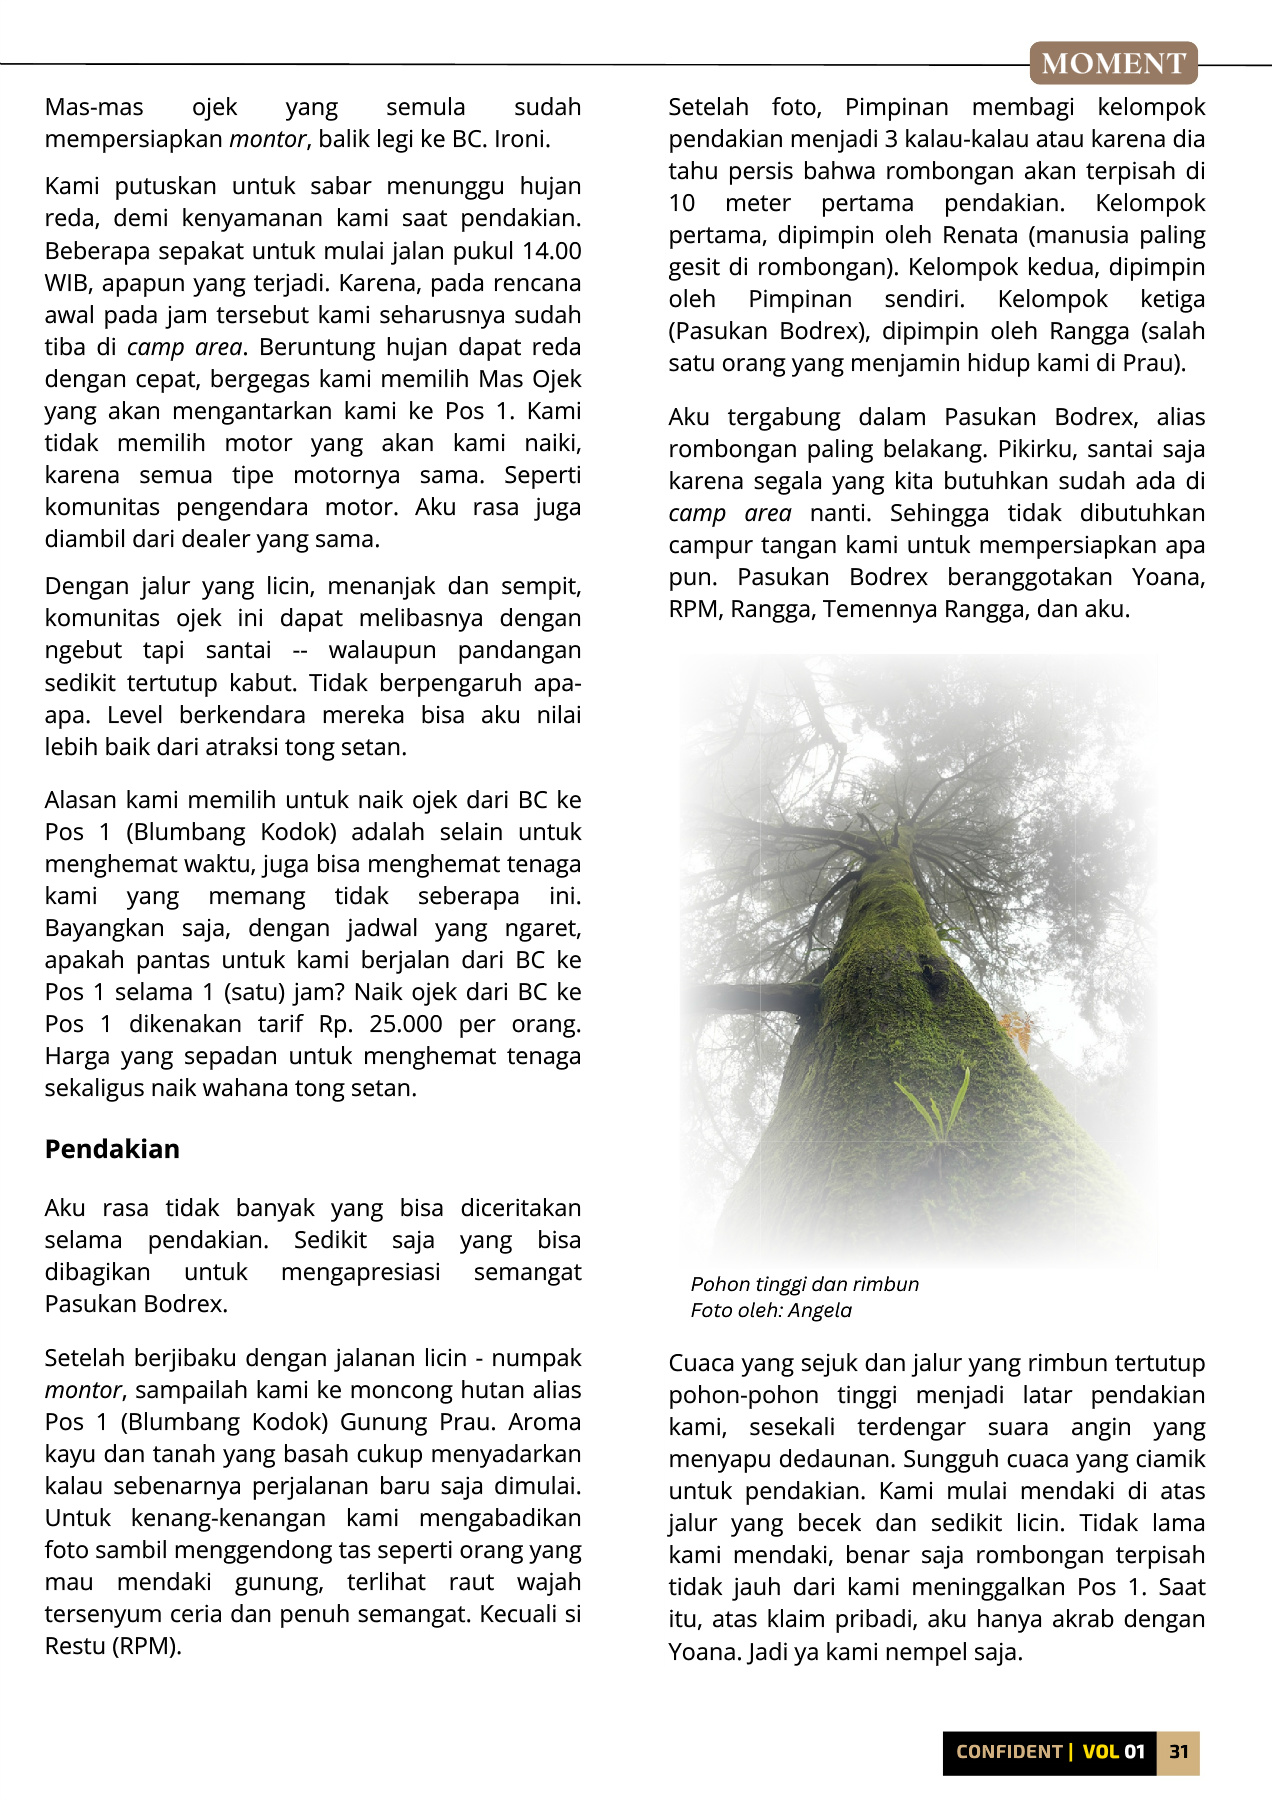 MOMENT
Mas-mas ojek yang semula sudah
mempersiapkan montor, balik legi ke BC. Ironi.
Kami putuskan untuk sabar menunggu hujan
reda, demi kenyamanan kami saat pendakian.
Beberapa sepakat untuk mulai jalan pukul 14.00
WIB, apapun yang terjadi. Karena, pada rencana
awal pada jam tersebut kami seharusnya sudah
tiba di camp area. Beruntung hujan dapat reda
dengan cepat, bergegas kami memilih Mas Ojek
yang akan mengantarkan kami ke Pos 1. Kami
tidak memilih motor yang akan kami naiki,
karena semua tipe motornya sama. Seperti
komunitas pengendara motor. Aku rasa juga
diambil dari dealer yang sama.
Dengan jalur yang licin, menanjak dan sempit,
komunitas ojek ini dapat melibasnya dengan
ngebut tapi santai -- walaupun pandangan
sedikit tertutup kabut. Tidak berpengaruh apa-
apa. Level berkendara mereka bisa aku nilai
lebih baik dari atraksi tong setan.
Alasan kami memilih untuk naik ojek dari BC ke
Pos 1 (Blumbang Kodok) adalah selain untuk
menghemat waktu, juga bisa menghemat tenaga
kami yang memang tidak seberapa ini.
Bayangkan saja, dengan jadwal yang ngaret,
apakah pantas untuk kami berjalan dari BC ke
Pos 1 selama 1 (satu) jam? Naik ojek dari BC ke
Pos 1 dikenakan tarif Rp. 25.000 per orang.
Harga yang sepadan untuk menghemat tenaga
sekaligus naik wahana tong setan.
Pendakian
Aku rasa tidak banyak yang bisa diceritakan
selama pendakian. Sedikit saja yang bisa
dibagikan untuk mengapresiasi semangat
Pasukan Bodrex.
Setelah berjibaku dengan jalanan licin - numpak
montor, sampailah kami ke moncong hutan alias
Pos 1 (Blumbang Kodok) Gunung Prau. Aroma
kayu dan tanah yang basah cukup menyadarkan
kalau sebenarnya perjalanan baru saja dimulai.
Untuk kenang-kenangan kami mengabadikan
foto sambil menggendong tas seperti orang yang
mau mendaki gunung, terlihat raut wajah
tersenyum ceria dan penuh semangat. Kecuali si
Restu (RPM).
Setelah foto, Pimpinan membagi kelompok
pendakian menjadi 3 kalau-kalau atau karena dia
tahu persis bahwa rombongan akan terpisah di
10 meter pertama pendakian. Kelompok
pertama, dipimpin oleh Renata (manusia paling
gesit di rombongan). Kelompok kedua, dipimpin
oleh Pimpinan sendiri. Kelompok ketiga
(Pasukan Bodrex), dipimpin oleh Rangga (salah
satu orang yang menjamin hidup kami di Prau).
Aku tergabung dalam Pasukan Bodrex, alias
rombongan paling belakang. Pikirku, santai saja
karena segala yang kita butuhkan sudah ada di
camp area nanti. Sehingga tidak dibutuhkan
campur tangan kami untuk mempersiapkan apa
pun. Pasukan Bodrex beranggotakan Yoana,
RPM, Rangga, Temennya Rangga, dan aku.
Pohon tinggi dan rimbun
Foto oleh: Angela
Cuaca yang sejuk dan jalur yang rimbun tertutup
pohon-pohon tinggi menjadi latar pendakian
kami, sesekali terdengar suara angin yang
menyapu dedaunan. Sungguh cuaca yang ciamik
untuk pendakian. Kami mulai mendaki di atas
jalur yang becek dan sedikit licin. Tidak lama
kami mendaki, benar saja rombongan terpisah
tidak jauh dari kami meninggalkan Pos 1. Saat
itu, atas klaim pribadi, aku hanya akrab dengan
Yoana. Jadi ya kami nempel saja.
CONFIDENT | VOL 01 31